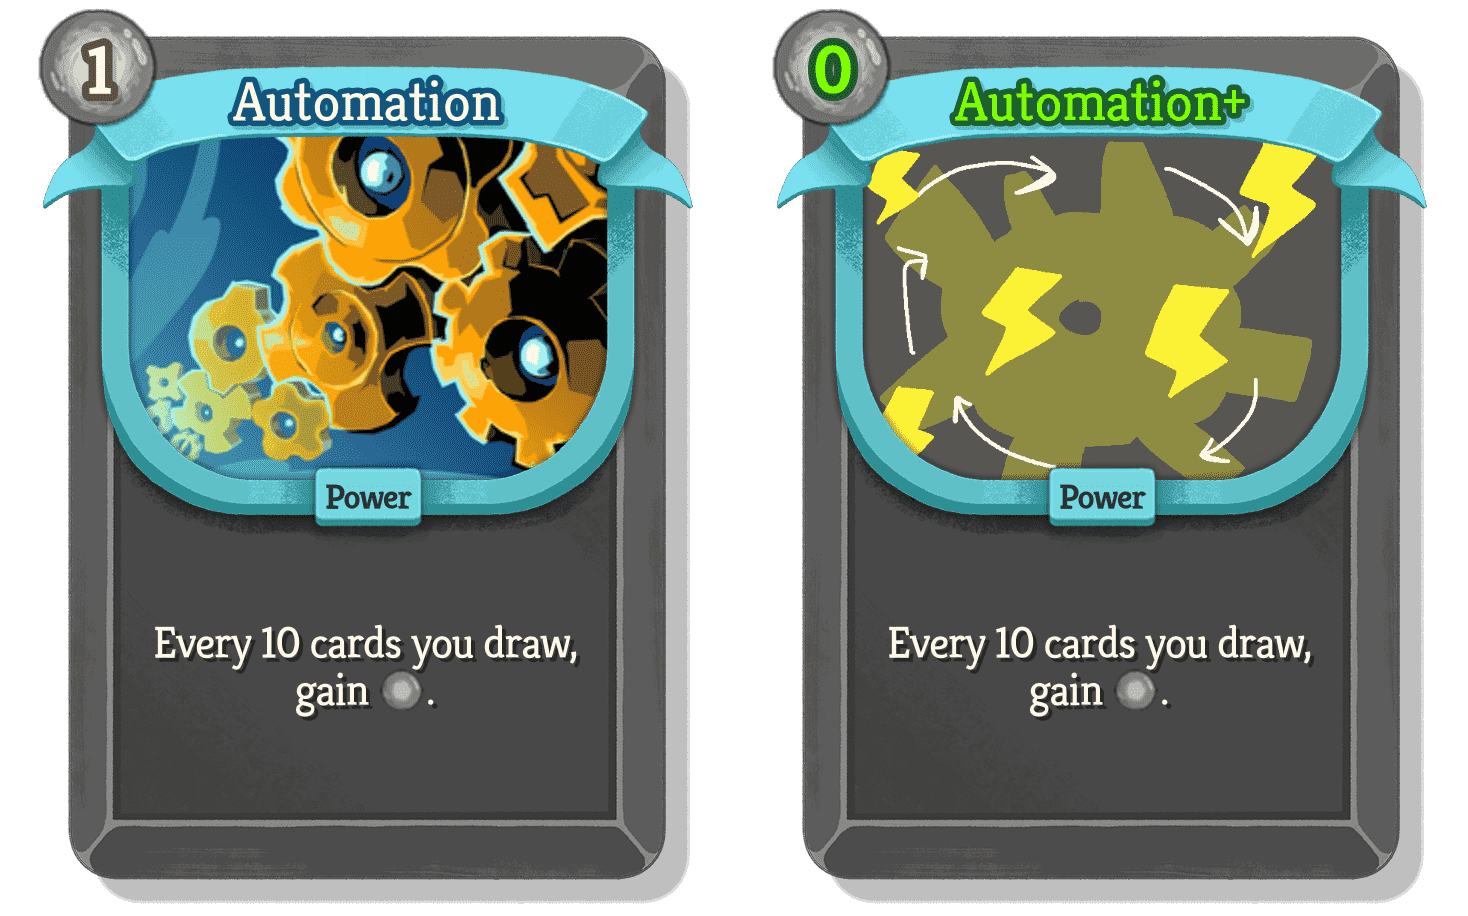 1
Automation
Power
Every 10 cards you draw,
gain .
0
Automation+
Power
Every 10 cards you draw,
gain .